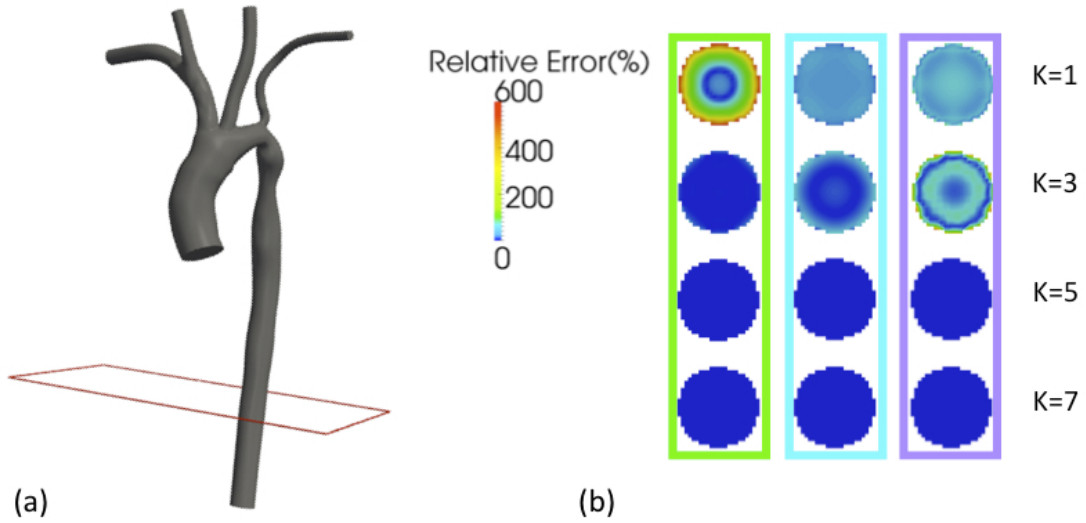 Relative Error(%)
600
400
200
0
K=1
K=3
K=5
K=7
(a)
(b)